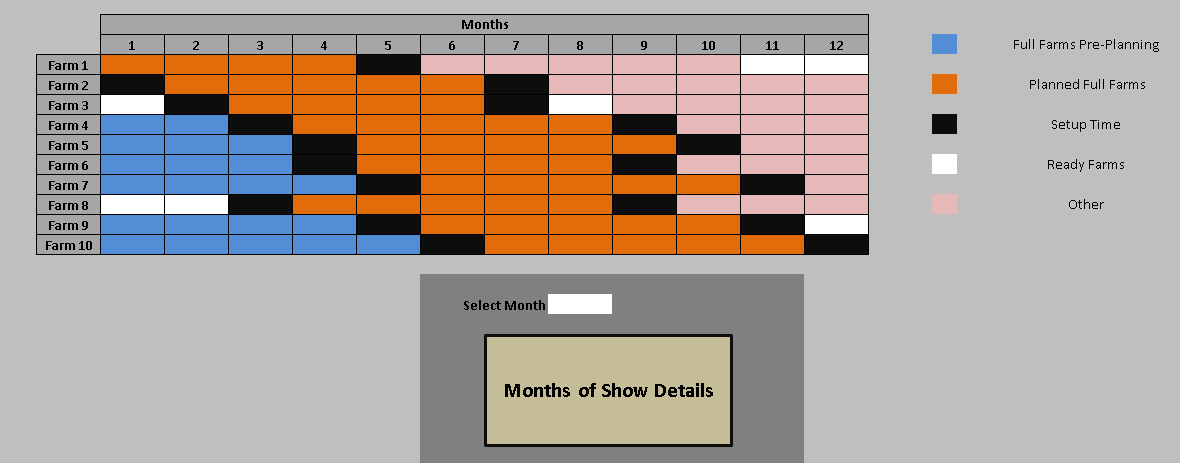 Months
1 2 3 4 5 6 7 8 9 10 11 12
Farm 1
Farm 2
Farm 3
Farm 4
Farm 5
Farm 6
Farm 7
Farm 8
Farm 9
Farm 10
Full Farms Pre-Planning
Planned Full Farms
Setup Time
Ready Farms
Other
Select Month
Months of Show Details